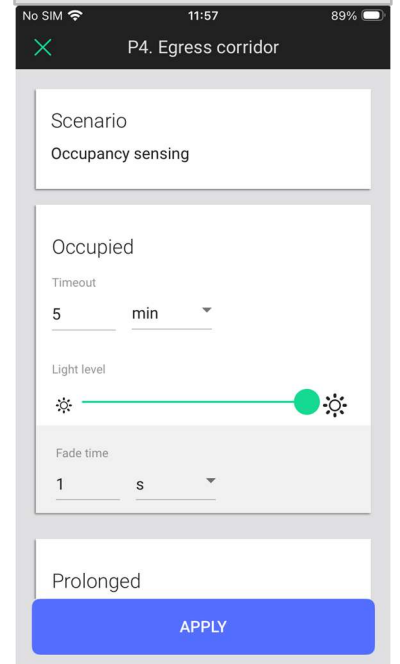 No SIM 11:57 89%
P4. Egress corridor
Scenario
Occupancy sensing
Occupied
Timeout
5 min
Light level
Fade time
1 s
Prolonged
APPLY